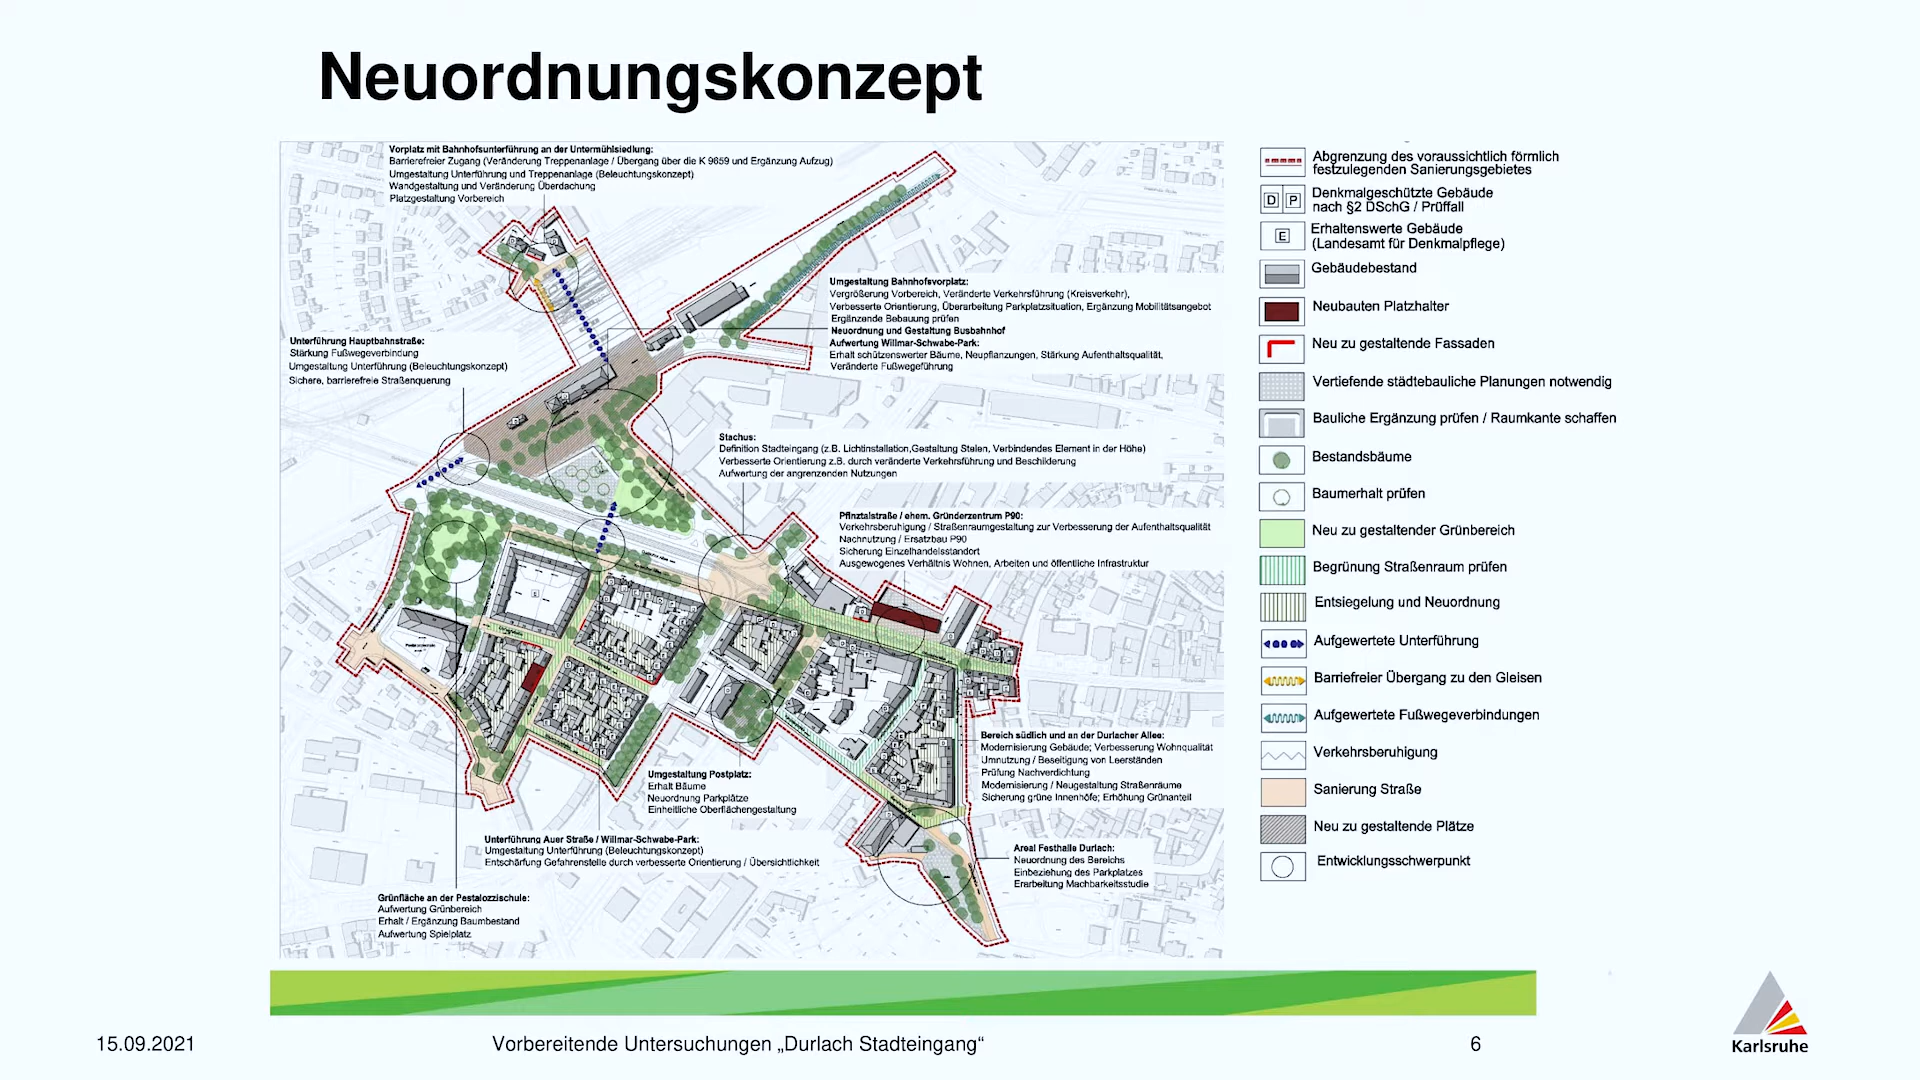 Neuordnungskonzept
Vorplatz mit Bahnhofsunterführung an der Untermühlsiedlung:
Barrierefreier Zugang (Veränderung Treppenanlage / Übergang über die K 9659 und Ergänzung Aufzug)
Umgestaltung Unterführung und Treppenanlage (Beleuchtungskonzept)
Wandgestaltung und Veränderung Überdachung
Platzgestaltung Vorbereich
Umgestaltung Bahnhofsvorplatz:
Vergrößerung Vorbereich, Veränderte Verkehrsführung (Kreisverkehr),
Verbesserte Orientierung, Überarbeitung Parkplatzsituation, Ergänzung Mobilitätsangebot
Ergänzende Bebauung prüfen
Neuordnung und Gestaltung Busbahnhof
Aufwertung Willmar-Schwabe-Park:
Erhalt schützenswerter Bäume, Neupflanzungen, Stärkung Aufenthaltsqualität,
Veränderte Fußwegeführung
Unterführung Hauptbahnstraße:
Stärkung Fußwegeverbindung
Umgestaltung Unterführung (Beleuchtungskonzept)
Sichere, barrierefreie Straßenquerung
Stachus:
Definition Stadteingang (z.B. Lichtinstallation,Gestaltung Stelen, Verbindendes Element in der Höhe)
Verbesserte Orientierung z.B. durch veränderte Verkehrsführung und Beschilderung
Aufwertung der angrenzenden Nutzungen
Pfinztalstraße / ehem. Gründerzentrum P90:
Verkehrsberuhigung / Straßenraumgestaltung zur Verbesserung der Aufenthaltsqualität
Nachnutzung / Ersatzbau P90
Sicherung Einzelhandelsstandort
Ausgewogenes Verhältnis Wohnen, Arbeiten und öffentliche Infrastruktur
Bereich südlich und an der Durlacher Allee:
Modernisierung Gebäude; Verbesserung Wohnqualität
Umnutzung / Beseitigung von Leerständen
Prüfung Nachverdichtung
Modernisierung / Neugestaltung Straßenräume
Sicherung grüne Innenhöfe; Erhöhung Grünanteil
Umgestaltung Postplatz:
Erhalt Bäume
Neuordnung Parkplätze
Einheitliche Oberflächengestaltung
Unterführung Auer Straße / Willmar-Schwabe-Park:
Umgestaltung Unterführung (Beleuchtungskonzept)
Entschärfung Gefahrenstelle durch verbesserte Orientierung / Übersichtlichkeit
Areal Festhalle Durlach:
Neuordnung des Bereichs
Einbeziehung des Parkplatzes
Erarbeitung Machbarkeitsstudie
Grünfläche an der Pestalozzischule:
Aufwertung Grünbereich
Erhalt / Ergänzung Baumbestand
Aufwertung Spielplatz
Abgrenzung des voraussichtlich förmlich
festzulegenden Sanierungsgebietes
D P Denkmalgeschützte Gebäude
nach §2 DSchG / Prüffall
E Erhaltenswerte Gebäude
(Landesamt für Denkmalpflege)
Gebäudebestand
Neubauten Platzhalter
Neu zu gestaltende Fassaden
Vertiefende städtebauliche Planungen notwendig
Bauliche Ergänzung prüfen / Raumkante schaffen
Bestandsbäume
Baumerhalt prüfen
Neu zu gestaltender Grünbereich
Begrünung Straßenraum prüfen
Entsiegelung und Neuordnung
Aufgewertete Unterführung
Barriefreier Übergang zu den Gleisen
Aufgewertete Fußwegeverbindungen
Verkehrsberuhigung
Sanierung Straße
Neu zu gestaltende Plätze
Entwicklungsschwerpunkt
15.09.2021
Vorbereitende Untersuchungen „Durlach Stadteingang“
6
Karlsruhe